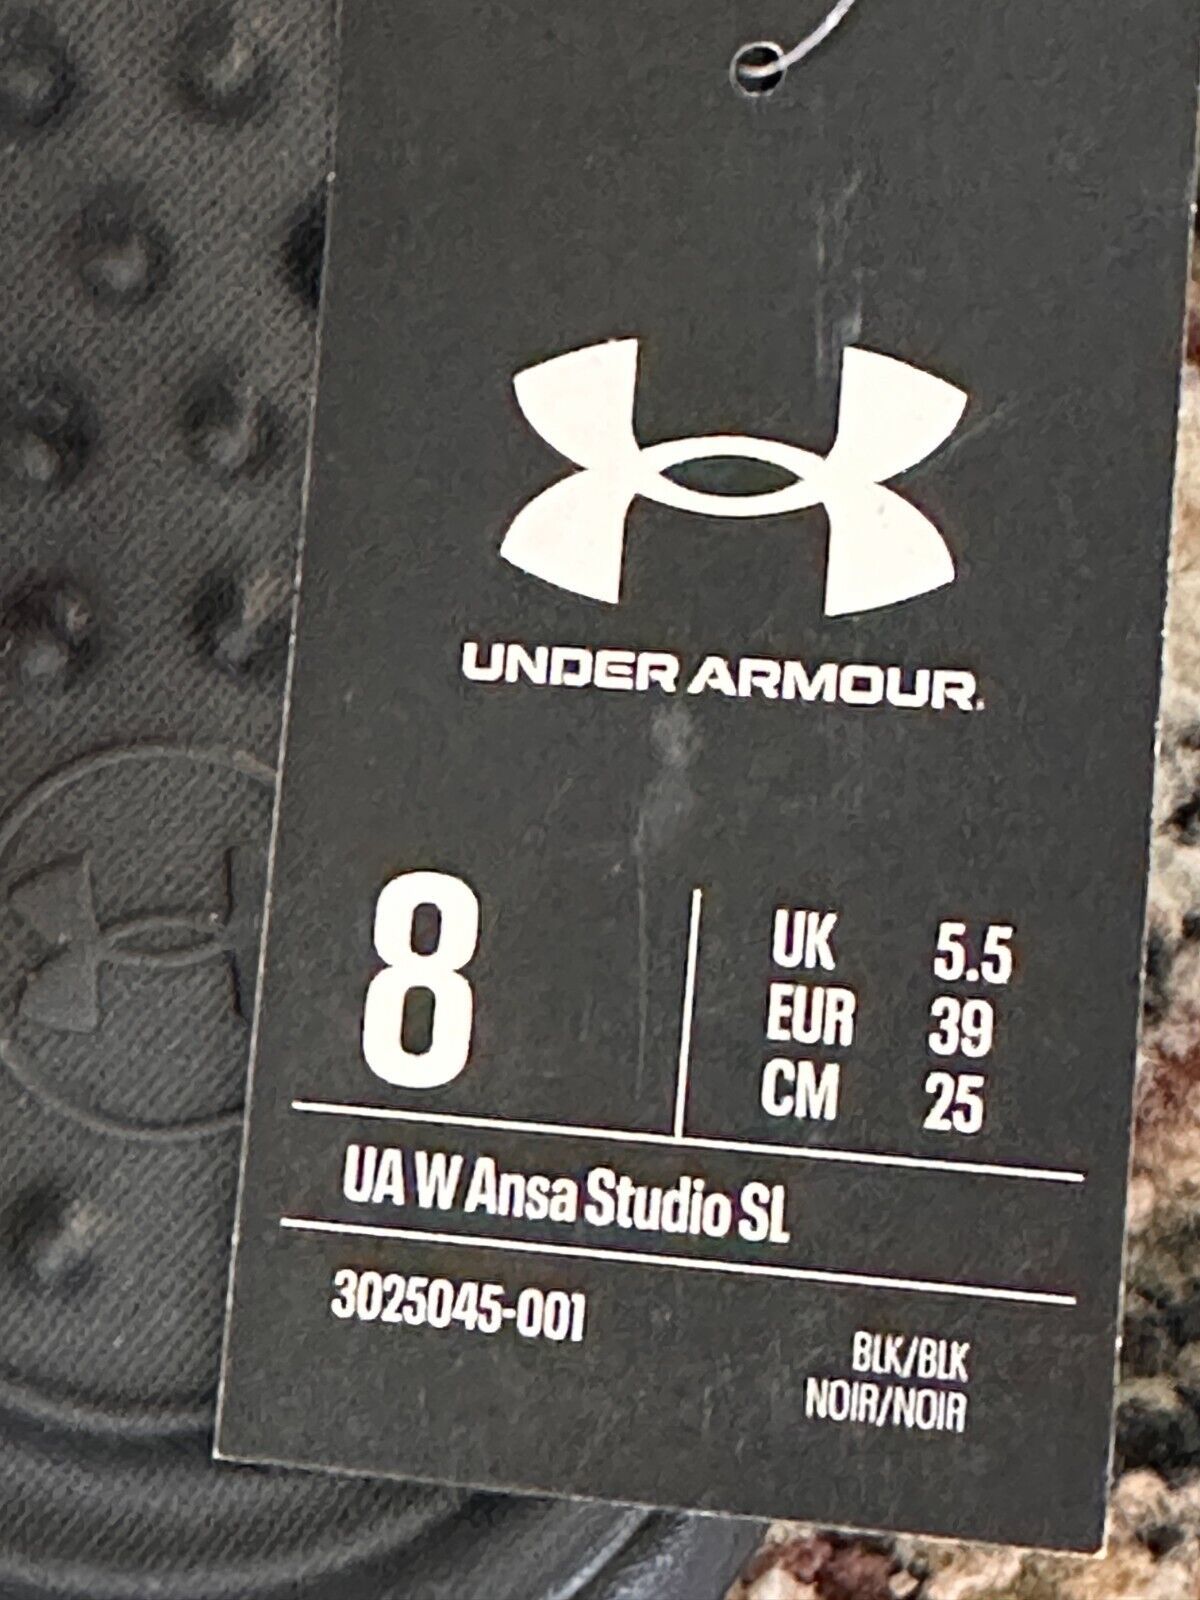 UNDER ARMOUR.
8
UK 5.5
EUR 39
CM 25
UA W Ansa Studio SL
3025045-001
BLK/BLK
NOIR/NOIR